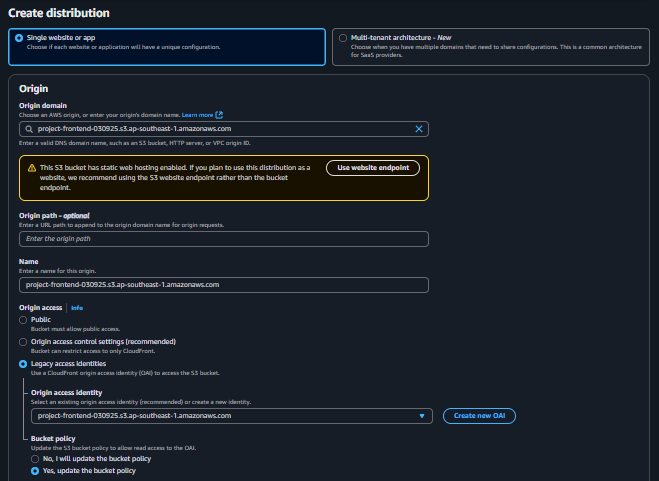 Create distribution
Single website or app
Choose if each website or application will have a unique configuration.
Multi-tenant architecture - New
Choose when you have multiple domains that need to share configurations. This is a common architecture
for SaaS providers.
Origin
Origin domain
Choose an AWS origin, or enter your origin's domain name. Learn more
project-frontend-030925.s3.ap-southeast-1.amazonaws.com
Enter a valid DNS domain name, such as an S3 bucket, HTTP server, or VPC origin ID.
This S3 bucket has static web hosting enabled. If you plan to use this distribution as a
website, we recommend using the S3 website endpoint rather than the bucket
endpoint.
Use website endpoint
Origin path - optional
Enter a URL path to append to the origin domain name for origin requests.
Enter the origin path
Name
Enter a name for this origin.
project-frontend-030925.s3.ap-southeast-1.amazonaws.com
Origin access | Info
Public
Bucket must allow public access.
Origin access control settings (recommended)
Bucket can restrict access to only CloudFront.
Legacy access identities
Use a CloudFront origin access identity (OAI) to access the S3 bucket.
Origin access identity
Select an existing origin access identity (recommended) or create a new identity.
project-frontend-030925.s3.ap-southeast-1.amazonaws.com
Create new OAI
Bucket policy
Update the S3 bucket policy to allow read access to the OAI.
No, I will update the bucket policy
Yes, update the bucket policy